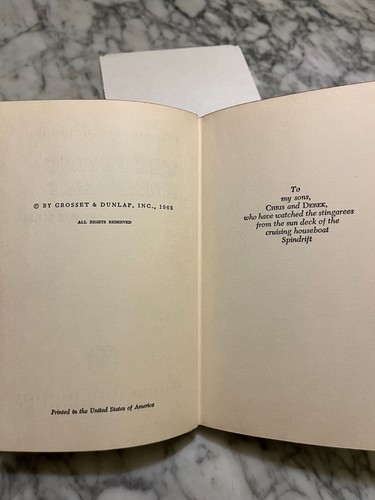 © BY GROSSET & DUNLAP, INC., 1968
ALL RIGHTS RESERVED
Printed in the United States of America
To
my sons,
CHRIS and DEREK,
who have watched the stingarees
from the sun deck of the
cruising houseboat
Spindrift